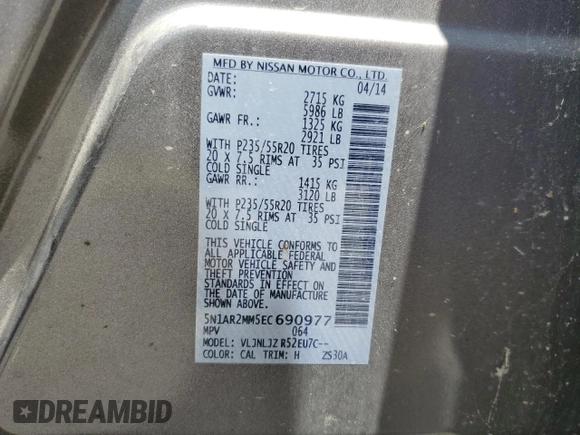 MFD BY NISSAN MOTOR CO., LTD.
DATE: 04/14
GVWR: 2715 KG
5986 LB
GAWR FR.: 1325 KG
2921 LB
WITH P235/55R20 TIRES
20 X 7.5 RIMS AT 35 PSI
COLD SINGLE
GAWR RR.: 1415 KG
3120 LB
WITH P235/55R20 TIRES
20 X 7.5 RIMS AT 35 PSI
COLD SINGLE
THIS VEHICLE CONFORMS TO
ALL APPLICABLE FEDERAL
MOTOR VEHICLE SAFETY AND
THEFT PREVENTION
STANDARDS IN EFFECT ON
THE DATE OF MANUFACTURE
SHOWN ABOVE.
5N1AR2MM5EC690977
MPV 064
MODEL: VLJNLJZ R52EU7C--
COLOR: CAL TRIM: H ZS30A
DREAMBID